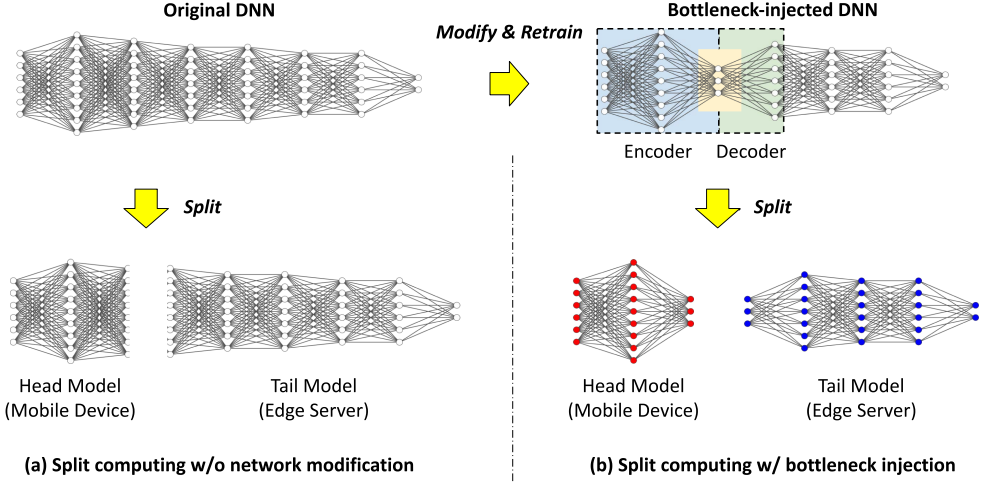 Original DNN
Modify & Retrain
Bottleneck-injected DNN
Encoder
Decoder
Split
Split
Head Model
(Mobile Device)
Tail Model
(Edge Server)
Head Model
(Mobile Device)
Tail Model
(Edge Server)
(a) Split computing w/o network modification
(b) Split computing w/ bottleneck injection